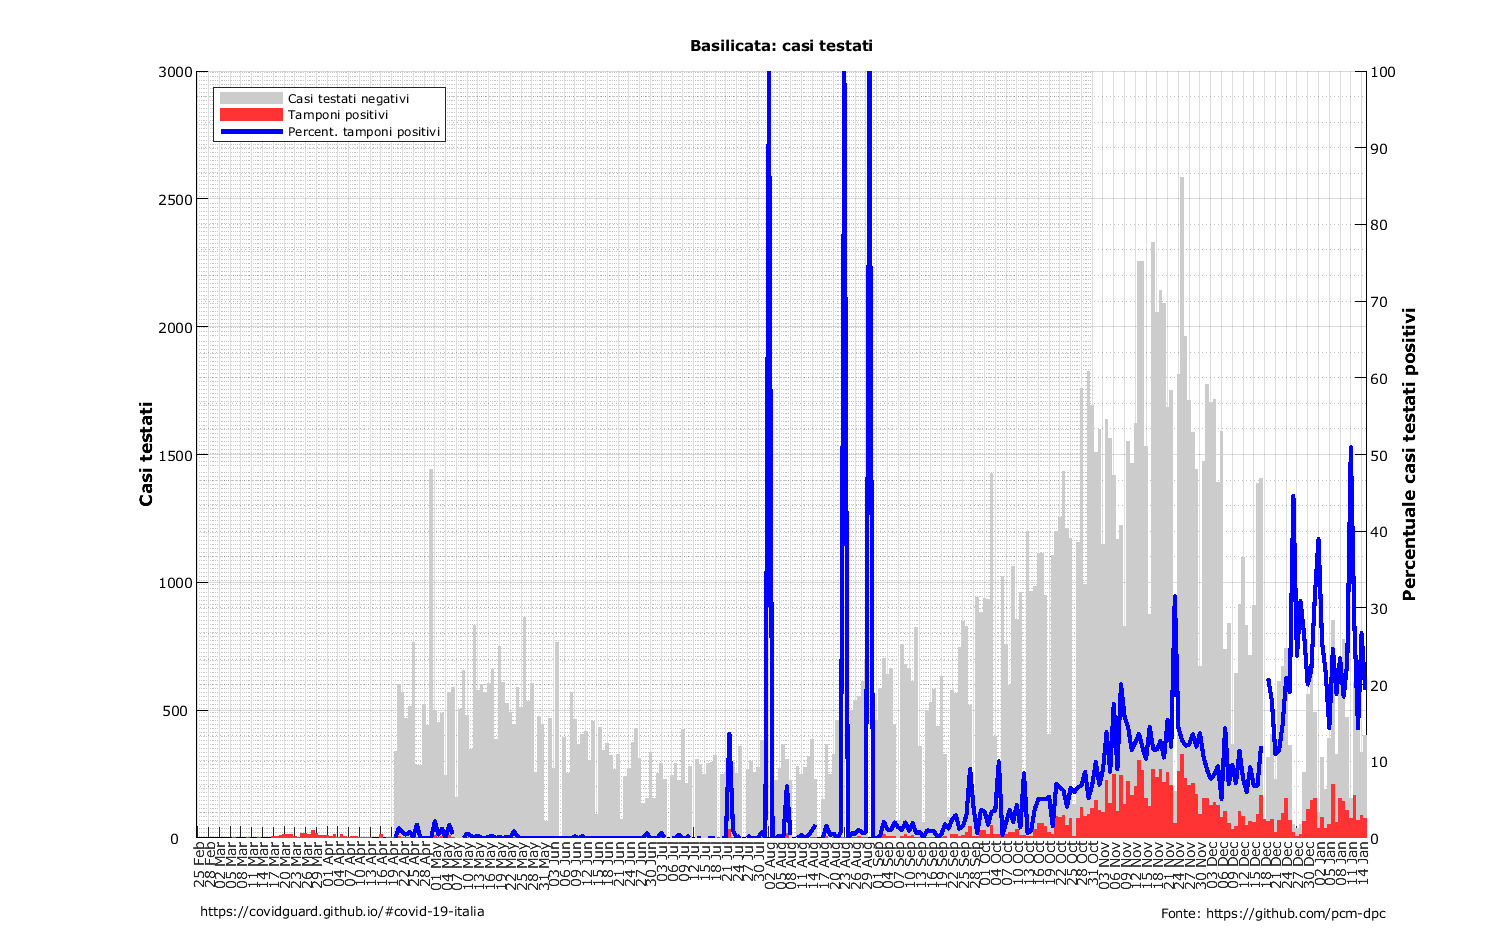 Basilicata: casi testati
3000
2500
2000
1500
1000
500
0
Casi testati
Casi testati negativi
Tamponi positivi
Percent. tamponi positivi
100
90
80
70
60
50
40
30
20
10
0
Percentuale casi testati positivi
25 Feb
28 Feb
02 Mar
05 Mar
08 Mar
11 Mar
14 Mar
17 Mar
20 Mar
23 Mar
26 Mar
29 Mar
01 Apr
04 Apr
07 Apr
10 Apr
13 Apr
16 Apr
19 Apr
22 Apr
25 Apr
28 Apr
01 May
04 May
07 May
10 May
13 May
16 May
19 May
22 May
25 May
28 May
31 May
03 Jun
06 Jun
09 Jun
12 Jun
15 Jun
18 Jun
21 Jun
24 Jun
27 Jun
30 Jun
03 Jul
06 Jul
09 Jul
12 Jul
15 Jul
18 Jul
21 Jul
24 Jul
27 Jul
30 Jul
02 Aug
05 Aug
08 Aug
11 Aug
14 Aug
17 Aug
20 Aug
23 Aug
26 Aug
29 Aug
01 Sep
04 Sep
07 Sep
10 Sep
13 Sep
16 Sep
19 Sep
22 Sep
25 Sep
28 Sep
01 Oct
04 Oct
07 Oct
10 Oct
13 Oct
16 Oct
19 Oct
22 Oct
25 Oct
28 Oct
31 Oct
03 Nov
06 Nov
09 Nov
12 Nov
15 Nov
18 Nov
21 Nov
24 Nov
27 Nov
30 Nov
03 Dec
06 Dec
09 Dec
12 Dec
15 Dec
18 Dec
21 Dec
24 Dec
27 Dec
30 Dec
02 Jan
05 Jan
08 Jan
11 Jan
14 Jan
https://covidguard.github.io/#covid-19-italia
Fonte: https://github.com/pcm-dpc